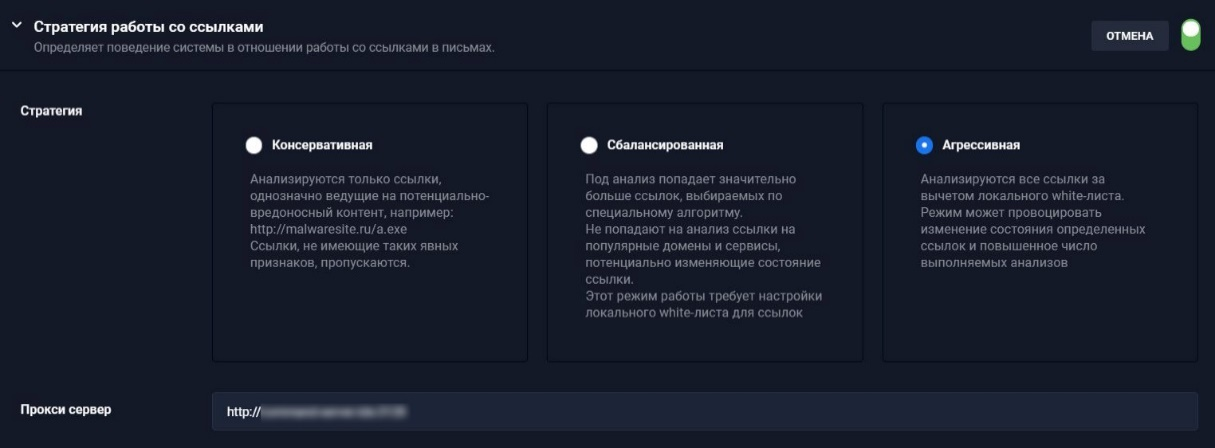 Стратегия работы со ссылками
Определяет поведение системы в отношении работы со ссылками в письмах.
ОТМЕНА
Стратегия
Консервативная
Анализируются только ссылки,
однозначно ведущие на потенциально-
вредоносный контент, например:
http://malwaresite.ru/a.exe
Ссылки, не имеющие таких явных
признаков, пропускаются.
Сбалансированная
Под анализ попадает значительно
больше ссылок, выбираемых по
специальному алгоритму.
Не попадают на анализ ссылки на
популярные домены и сервисы,
потенциально изменяющие состояние
ссылки.
Этот режим работы требует настройки
локального white-листа для ссылок
Агрессивная
Анализируются все ссылки за
вычетом локального white-листа.
Режим может провоцировать
изменение состояния определенных
ссылок и повышенное число
выполняемых анализов
Прокси сервер
http://